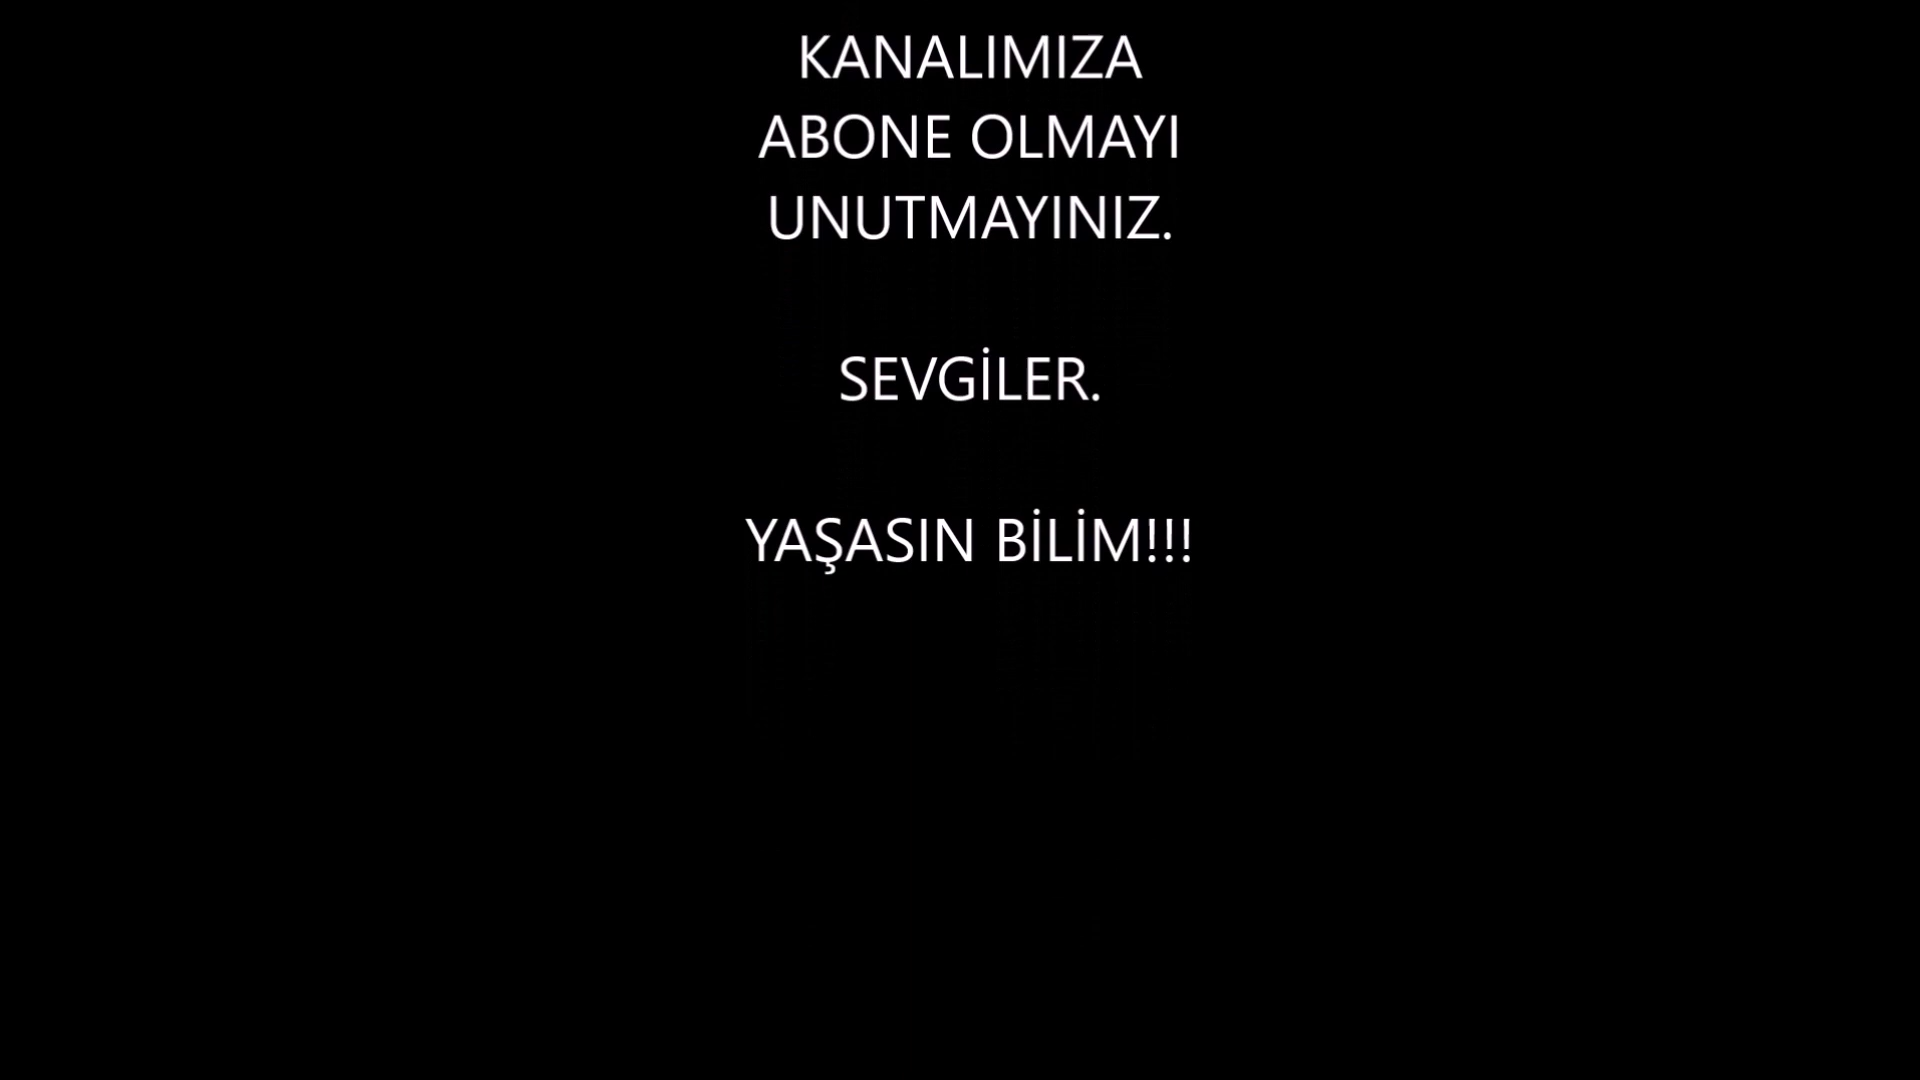 KANALIMIZA
ABONE OLMAYI
UNUTMAYINIZ.
SEVGİLER.
YAŞASIN BİLİM!!!